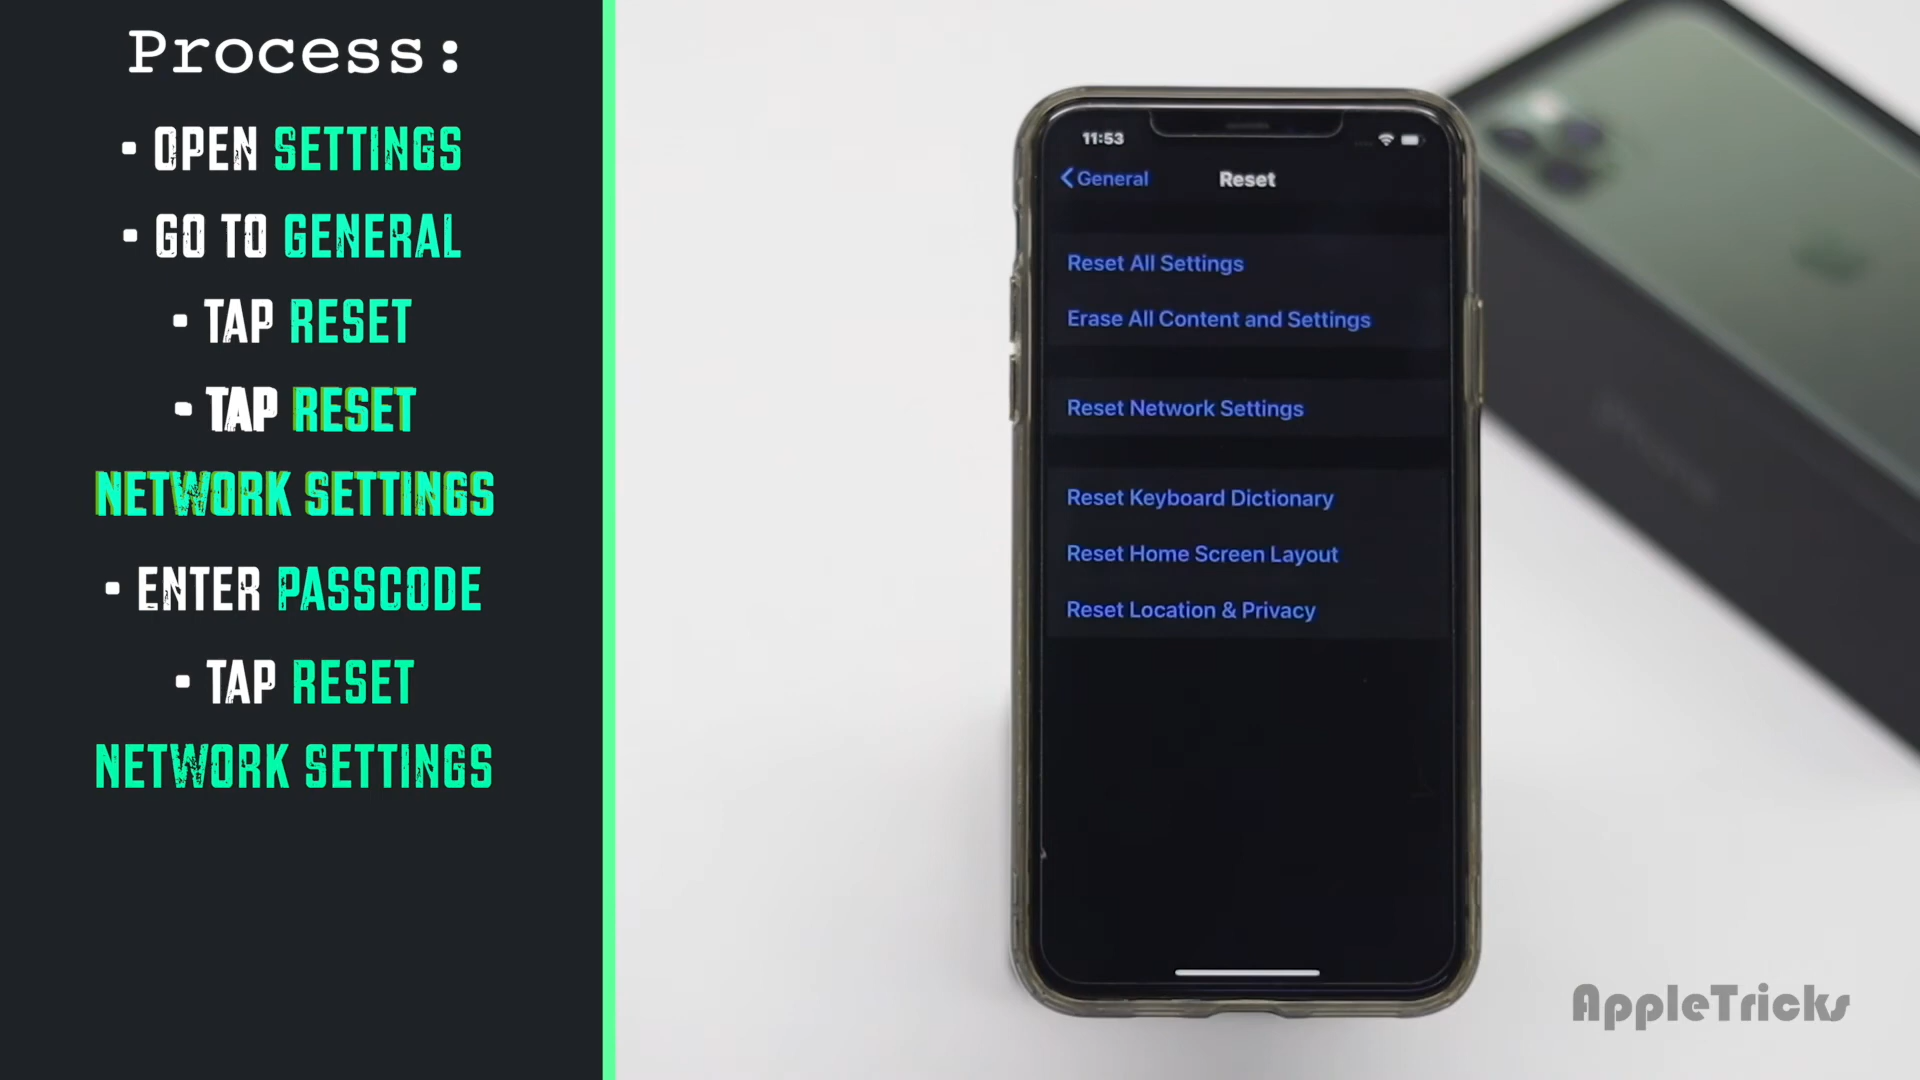 Process:
· OPEN SETTINGS
· GO TO GENERAL
· TAP RESET
· TAP RESET
NETWORK SETTINGS
· ENTER PASSCODE
· TAP RESET
NETWORK SETTINGS
11:53
General
Reset
Reset All Settings
Erase All Content and Settings
Reset Network Settings
Reset Keyboard Dictionary
Reset Home Screen Layout
Reset Location & Privacy
AppleTricks